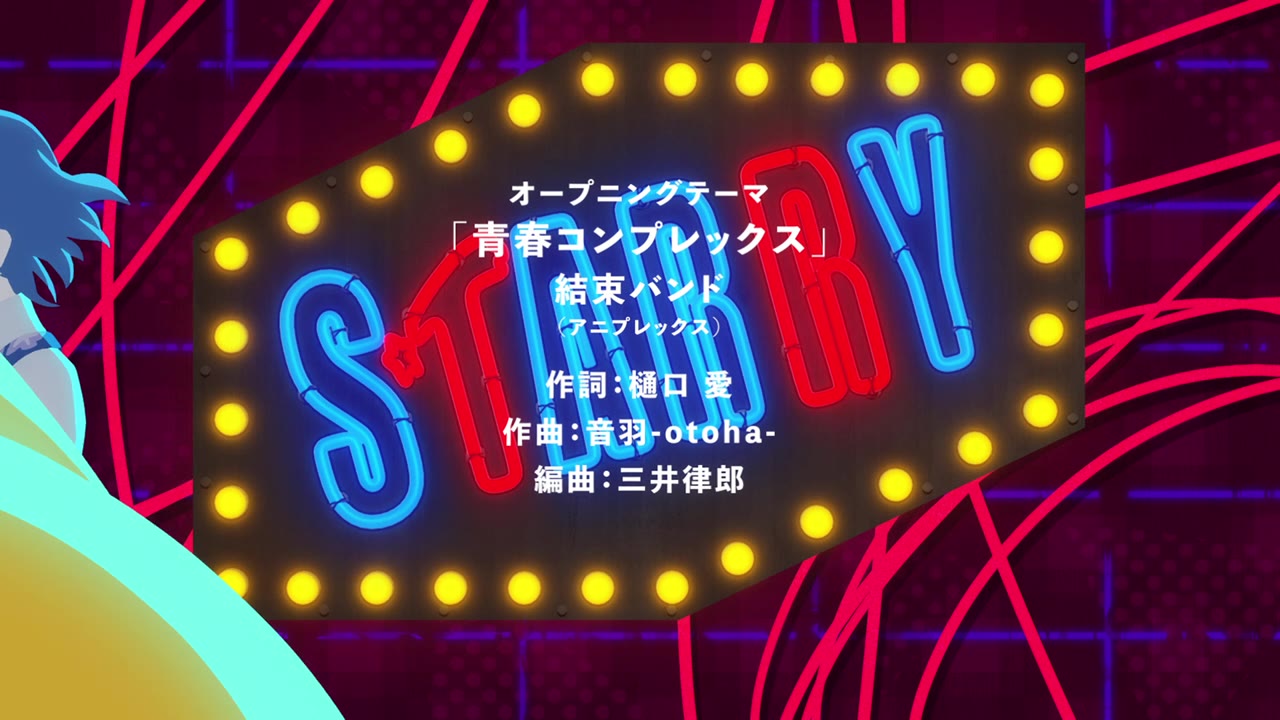 STARRY
オープニングテーマ
「青春コンプレックス」
結束バンド
（アニプレックス）
作詞：樋口 愛
作曲：音羽-otoha-
編曲：三井律郎